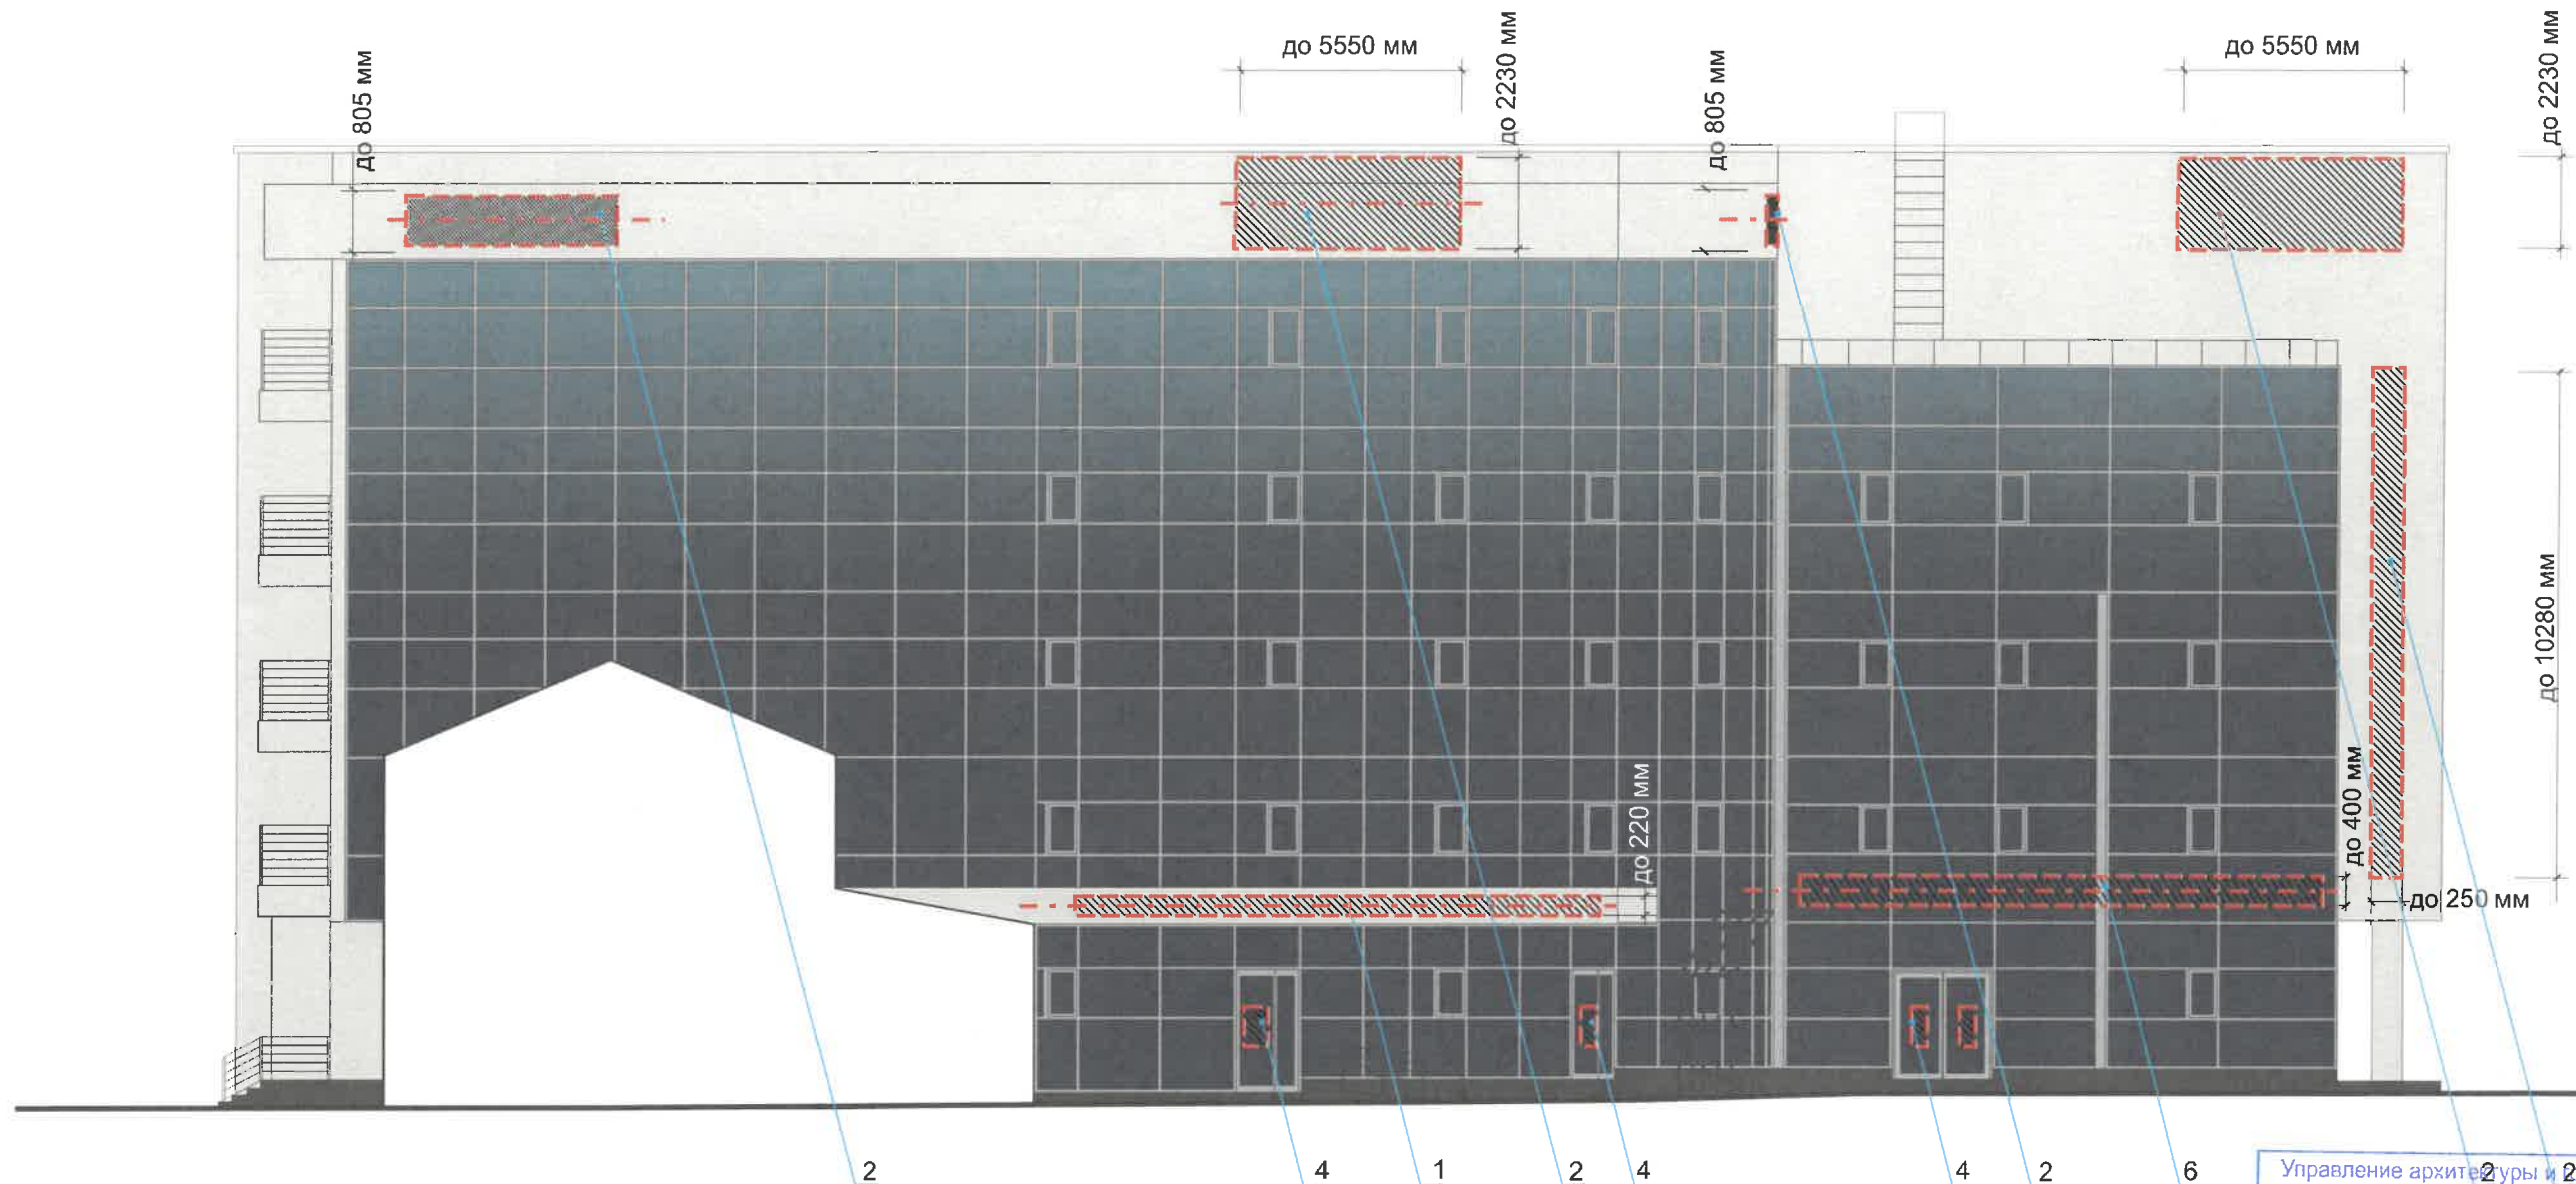 до 805 мм
до 5550 мм
до 2230 мм
до 805 мм
до 5550 мм
до 2230 мм
до 10280 мм
до 400 мм
до 220 мм
до 250 мм
2 4 1 2 4 4 2 6 2 2
Управление архитектуры и